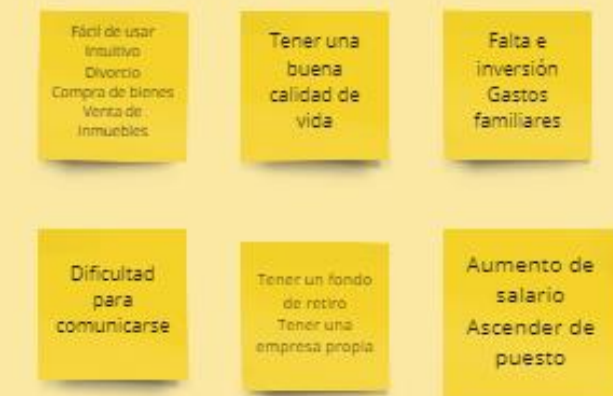 Fácil de usar
Intuitivo
Divorcio
Compra de bienes
Venta de
Inmuebles
Tener una
buena
calidad de
vida
Falta e
inversión
Gastos
familiares
Dificultad
para
comunicarse
Tener un fondo
de retiro
Tener una
empresa propia
Aumento de
salario
Ascender de
puesto